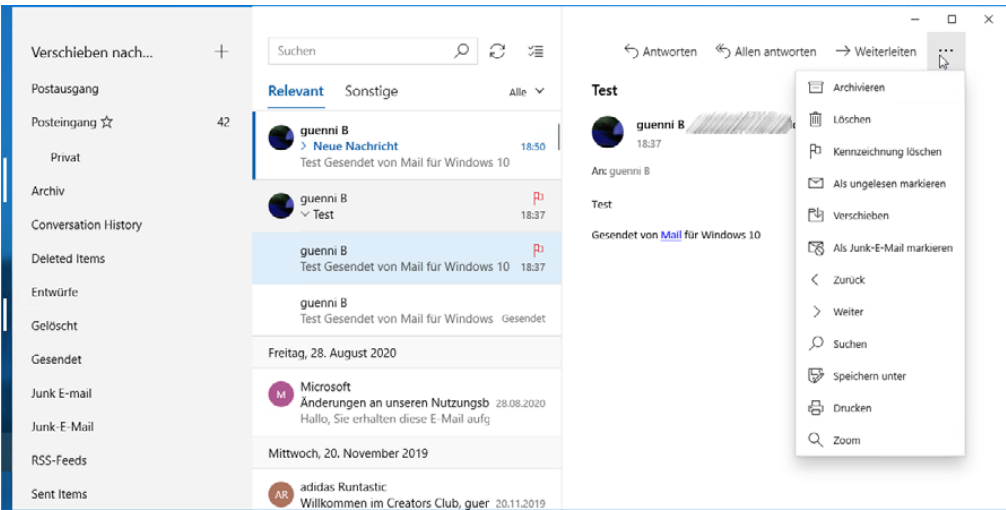 Verschieben nach...
Postausgang
Posteingang 42
Privat
Archiv
Conversation History
Deleted Items
Entwürfe
Gelöscht
Gesendet
Junk E-mail
Junk-E-Mail
RSS-Feeds
Sent Items
Suchen
Relevant Sonstige Alle
guenni B
Neue Nachricht 18:50
Test Gesendet von Mail für Windows 10
guenni B
Test 18:37
guenni B
Test Gesendet von Mail für Windows 10 18:37
guenni B
Test Gesendet von Mail für Windows Gesendet
Freitag, 28. August 2020
M Microsoft
Änderungen an unseren Nutzungsb 28.08.2020
Hallo, Sie erhalten diese E-Mail aufg
Mittwoch, 20. November 2019
AR adidas Runtastic
Willkommen im Creators Club, guer 20.11.2019
Antworten Allen antworten Weiterleiten ...
Test
guenni B
18:37
An: guenni B
Test
Gesendet von Mail für Windows 10
Archivieren
Löschen
Kennzeichnung löschen
Als ungelesen markieren
Verschieben
Als Junk-E-Mail markieren
Zurück
Weiter
Suchen
Speichern unter
Drucken
Zoom